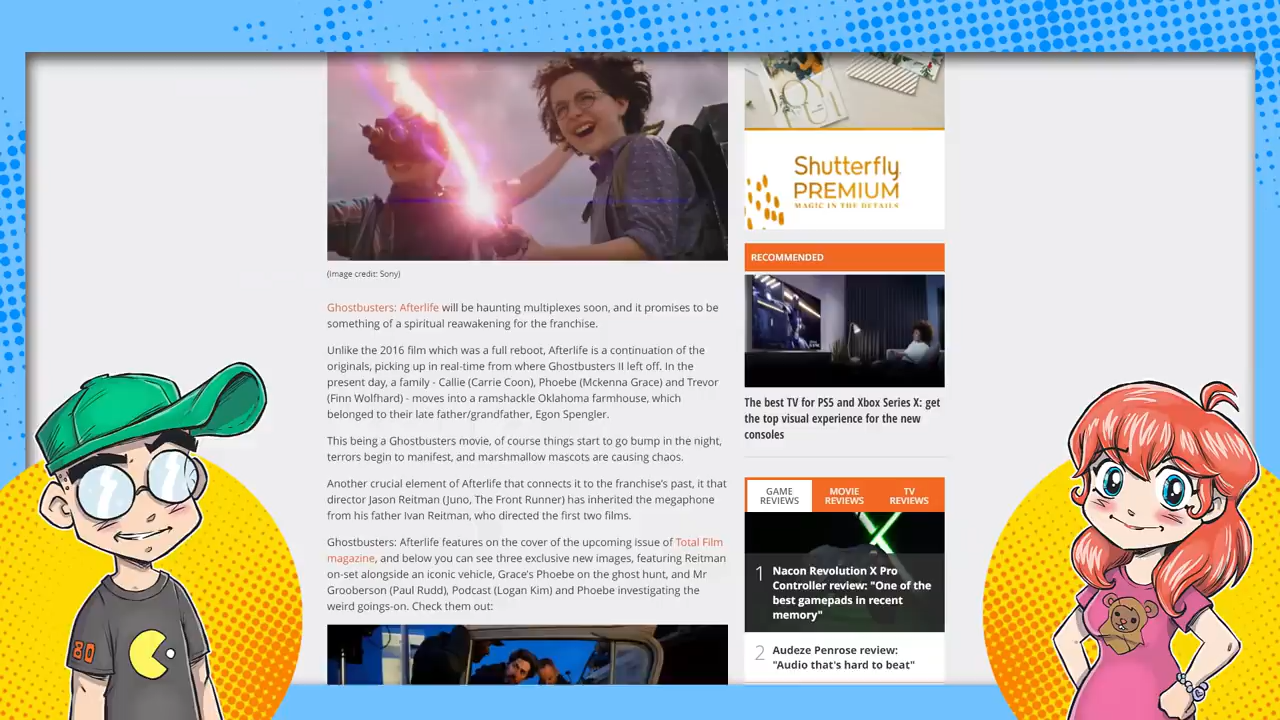 JOY
Shutterfly
PREMIUM
MAGIC IN THE DETAILS
(Image credit: Sony)
Ghostbusters: Afterlife will be haunting multiplexes soon, and it promises to be
something of a spiritual reawakening for the franchise.
Unlike the 2016 film which was a full reboot, Afterlife is a continuation of the
originals, picking up in real-time from where Ghostbusters II left off. In the
present day, a family - Callie (Carrie Coon), Phoebe (Mckenna Grace) and Trevor
(Finn Wolfhard) - moves into a ramshackle Oklahoma farmhouse, which
belonged to their late father/grandfather, Egon Spengler.
This being a Ghostbusters movie, of course things start to go bump in the night,
terrors begin to manifest, and marshmallow mascots are causing chaos.
Another crucial element of Afterlife that connects it to the franchise's past, it that
director Jason Reitman (Juno, The Front Runner) has inherited the megaphone
from his father Ivan Reitman, who directed the first two films.
Ghostbusters: Afterlife features on the cover of the upcoming issue of Total Film
magazine, and below you can see three exclusive new images, featuring Reitman
on-set alongside an iconic vehicle, Grace's Phoebe on the ghost hunt, and Mr
Grooberson (Paul Rudd), Podcast (Logan Kim) and Phoebe investigating the
weird goings-on. Check them out:
RECOMMENDED
The best TV for PS5 and Xbox Series X: get
the top visual experience for the new
consoles
GAME
REVIEWS
MOVIE
REVIEWS
TV
REVIEWS
1
Nacon Revolution X Pro
Controller review: "One of the
best gamepads in recent
memory"
2
Audeze Penrose review:
"Audio that's hard to beat"
80